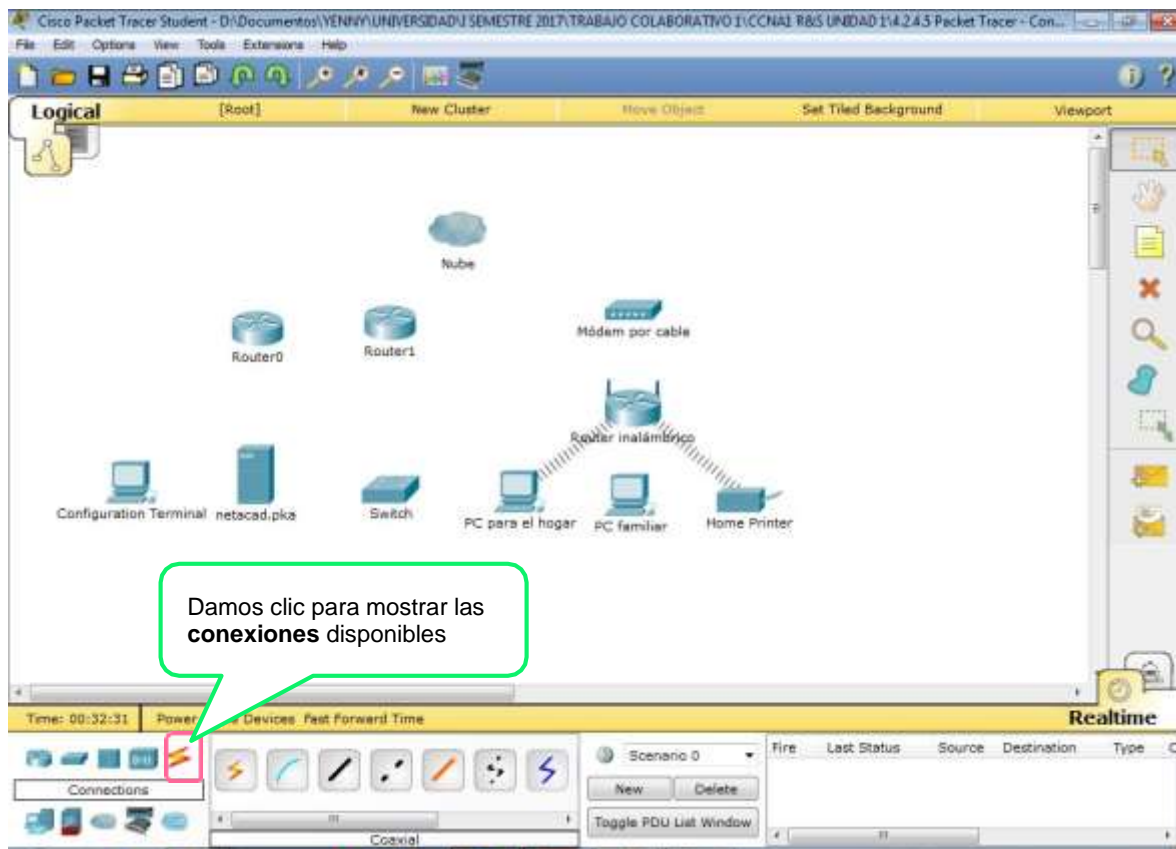 Cisco Packet Tracer Student - D:\Documentos\YENNY\UNIVERSIDAD\I SEMESTRE 2017\TRABAJO COLABORATIVO 1\CCNA1 R&S UNIDAD 1\4.2.4.5 Packet Tracer - Con...
File Edit Options View Tools Extensions Help
Logical [Root] New Cluster Move Object Set Tiled Background Viewport
Nube
Router0
Router1
Módem por cable
Router inalámbrico
Configuration Terminal
netacad.pka
Switch
PC para el hogar
PC familiar
Home Printer
Damos clic para mostrar las
conexiones disponibles
Time: 00:32:31 Power Devices Fast Forward Time Realtime
Connections
Coaxial
Scenario 0
New Delete
Toggle PDU List Window
Fire Last Status Source Destination Type C